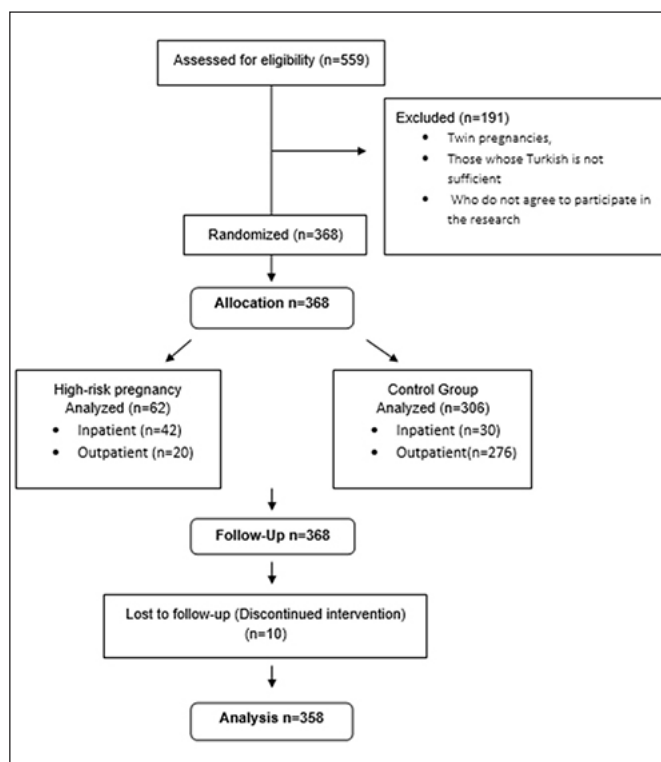 Assessed for eligibility (n=559)
Excluded (n=191)
• Twin pregnancies,
• Those whose Turkish is not
sufficient
• Who do not agree to participate in
the research
Randomized (n=368)
Allocation n=368
High-risk pregnancy
Analyzed (n=62)
• Inpatient (n=42)
• Outpatient (n=20)
Control Group
Analyzed (n=306)
• Inpatient (n=30)
• Outpatient(n=276)
Follow-Up n=368
Lost to follow-up (Discontinued intervention)
(n=10)
Analysis n=358